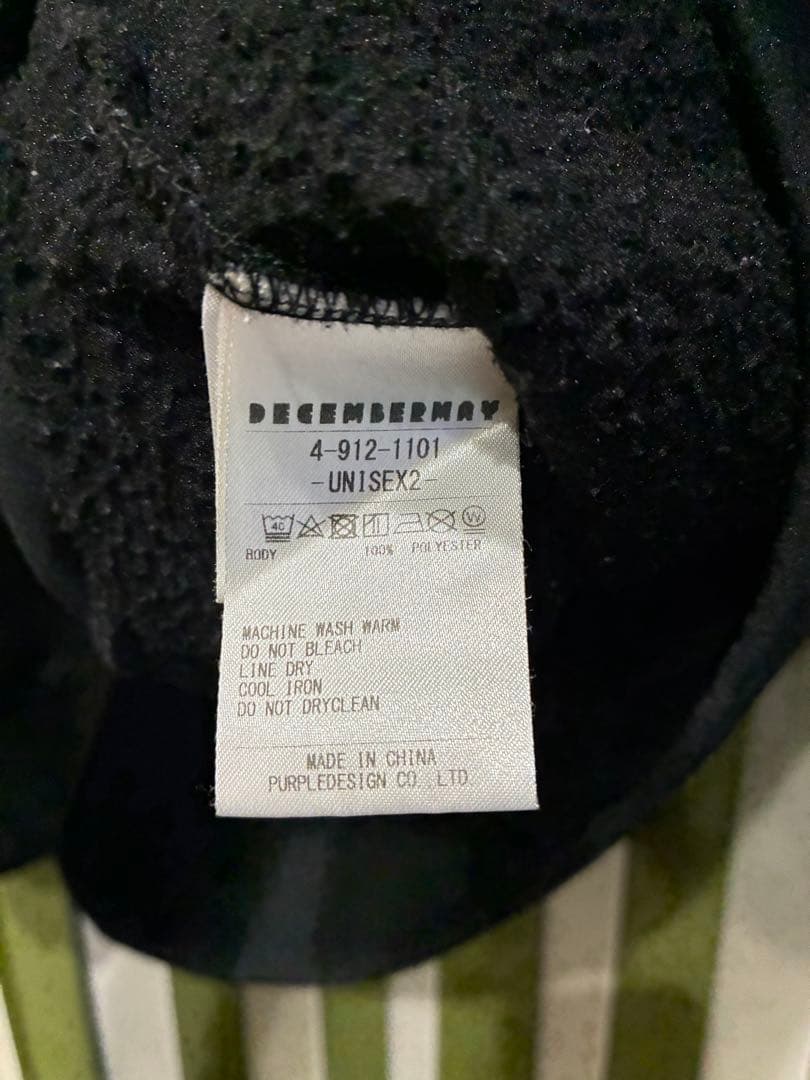 DECEMBERMAY
4-912-1101
-UNISEX2-
40 W
BODY 100% POLYESTER
MACHINE WASH WARM
DO NOT BLEACH
LINE DRY
COOL IRON
DO NOT DRYCLEAN
MADE IN CHINA
PURPLEDESIGN CO.,LTD